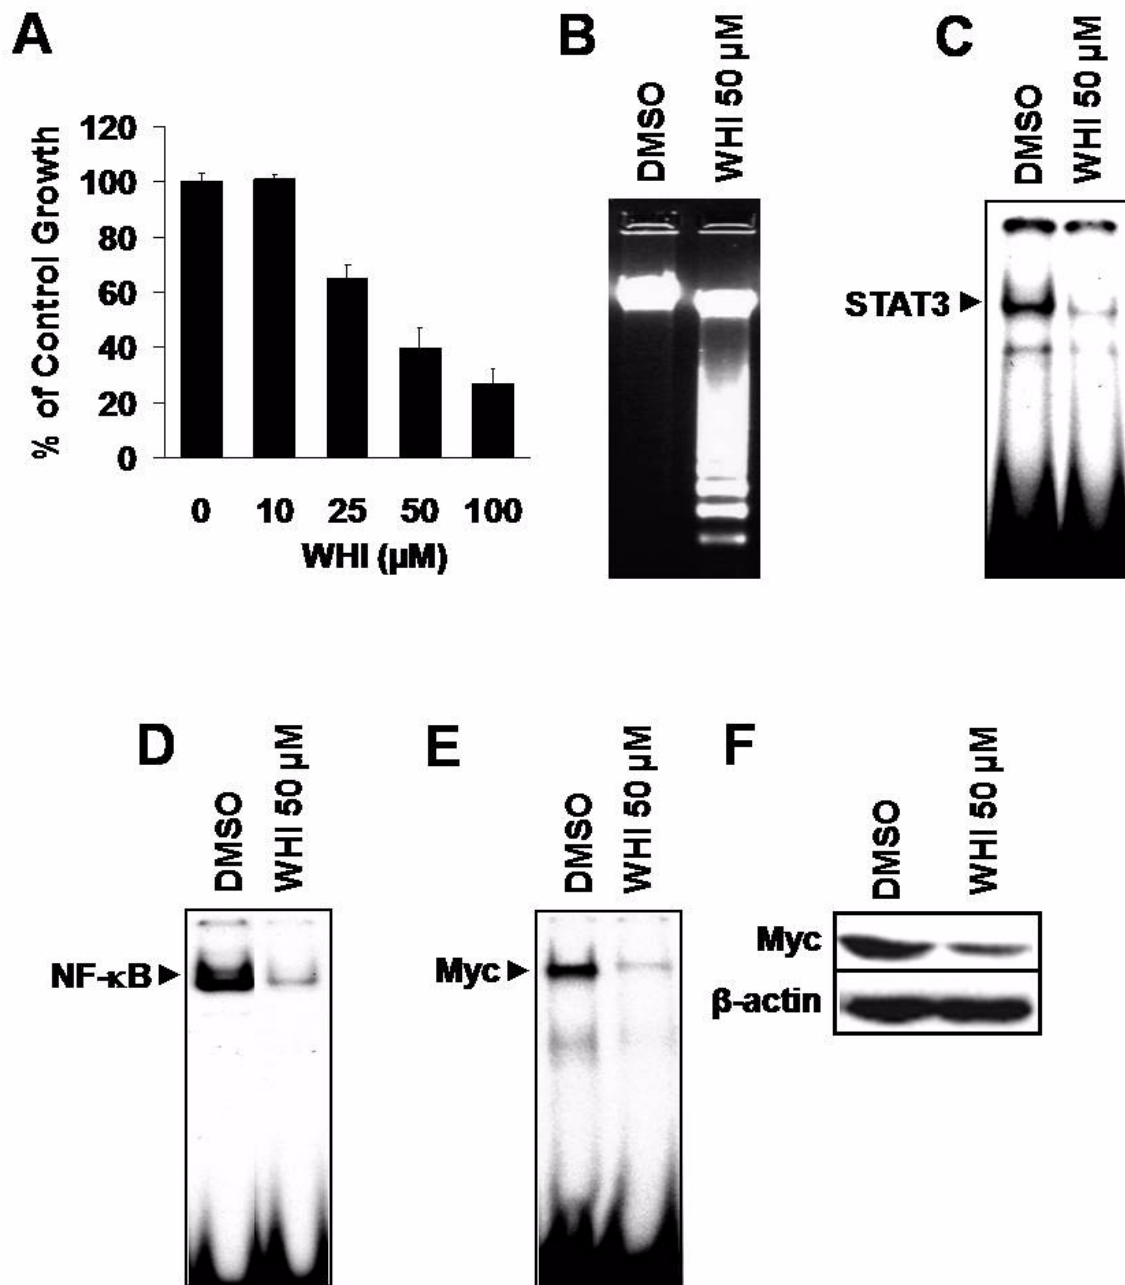 A
% of Control Growth
120
100
80
60
40
20
0
0 10 25 50 100
WHI (µM)
B
DMSO
WHI 50 µM
C
DMSO
WHI 50 µM
STAT3
D
DMSO
WHI 50 µM
NF-κB
E
DMSO
WHI 50 µM
Myc
F
DMSO
WHI 50 µM
Myc
β-actin